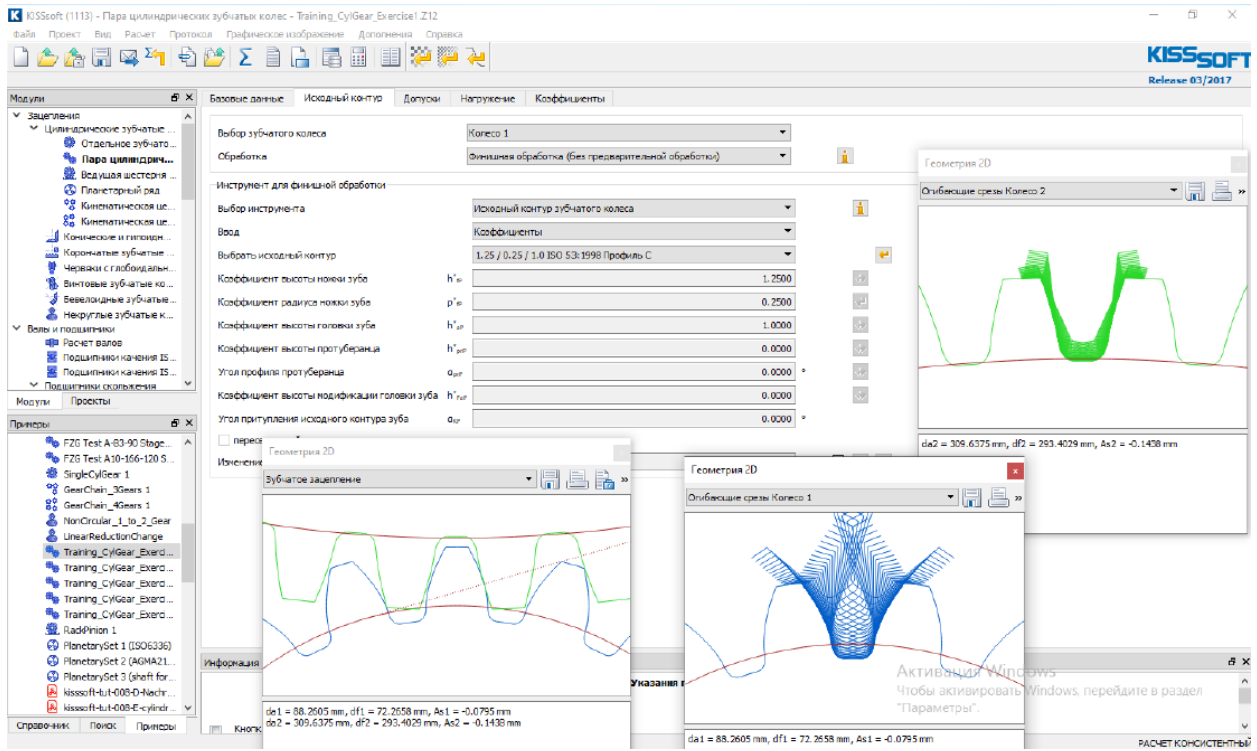 KISSsoft (1113) - Пара цилиндрических зубчатых колес - Training_CylGear_Exercise1.Z12
Файл Проект Вид Расчет Протокол Графическое изображение Дополнения Справка
KISSSOFT
Release 03/2017
Модули
Зацепления
Цилиндрические зубчатые ...
Отдельное зубчато...
Пара цилиндрич...
Ведущая шестерня ...
Планетарный ряд
Кинематическая це...
Кинематическая це...
Конические и гипоидн...
Корончатые зубчатые ...
Червяки с глобоидальн...
Винтовые зубчатые ко...
Бевелоидные зубчатые...
Некруглые зубчатые к...
Валы и подшипники
Расчет валов
Подшипники качения IS...
Подшипники качения IS...
Подшипники скольжения
Модули Проекты
Примеры
FZG Test A-83-90 Stage...
FZG Test A10-166-120 S...
SingleCylGear 1
GearChain_3Gears 1
GearChain_4Gears 1
NonCircular_1_to_2_Gear
LinearReductionChange
Training_CylGear_Exerci...
Training_CylGear_Exerci...
Training_CylGear_Exerci...
Training_CylGear_Exerci...
Training_CylGear_Exerci...
RackPinion 1
PlanetarySet 1 (ISO6336)
PlanetarySet 2 (AGMA21...
PlanetarySet 3 (shaft for...
kisssoft-tut-008-D-Nachr...
kisssoft-tut-008-E-cylindr...
Справочник Поиск Примеры
Базовые данные Исходный контур Допуски Нагружение Коэффициенты
Выбор зубчатого колеса Колесо 1
Обработка Финишная обработка (без предварительной обработки)
Инструмент для финишной обработки
Выбор инструмента Исходный контур зубчатого колеса
Ввод Коэффициенты
Выбрать исходный контур 1.25 / 0.25 / 1.0 ISO 53:1998 Профиль C
Коэффициент высоты ножки зуба h*fP 1.2500
Коэффициент радиуса ножки зуба ρ*fP 0.2500
Коэффициент высоты головки зуба h*aP 1.0000
Коэффициент высоты протуберанца h*prP 0.0000
Угол профиля протуберанца αprP 0.0000 °
Коэффициент высоты модификации головки зуба h*FaP 0.0000
Угол притупления исходного контура зуба αKP 0.0000 °
Изменение
Геометрия 2D
Огибающие срезы Колесо 2
da2 = 309.6375 mm, df2 = 293.4029 mm, As2 = -0.1438 mm
Геометрия 2D
Зубчатое зацепление
da1 = 88.2605 mm, df1 = 72.2658 mm, As1 = -0.0795 mm
da2 = 309.6375 mm, df2 = 293.4029 mm, As2 = -0.1438 mm
Геометрия 2D
Огибающие срезы Колесо 1
da1 = 88.2605 mm, df1 = 72.2658 mm, As1 = -0.0795 mm
Информация
Указания
Активация Windows
Чтобы активировать Windows, перейдите в раздел
"Параметры".
РАСЧЕТ КОНСИСТЕНТНЫЙ